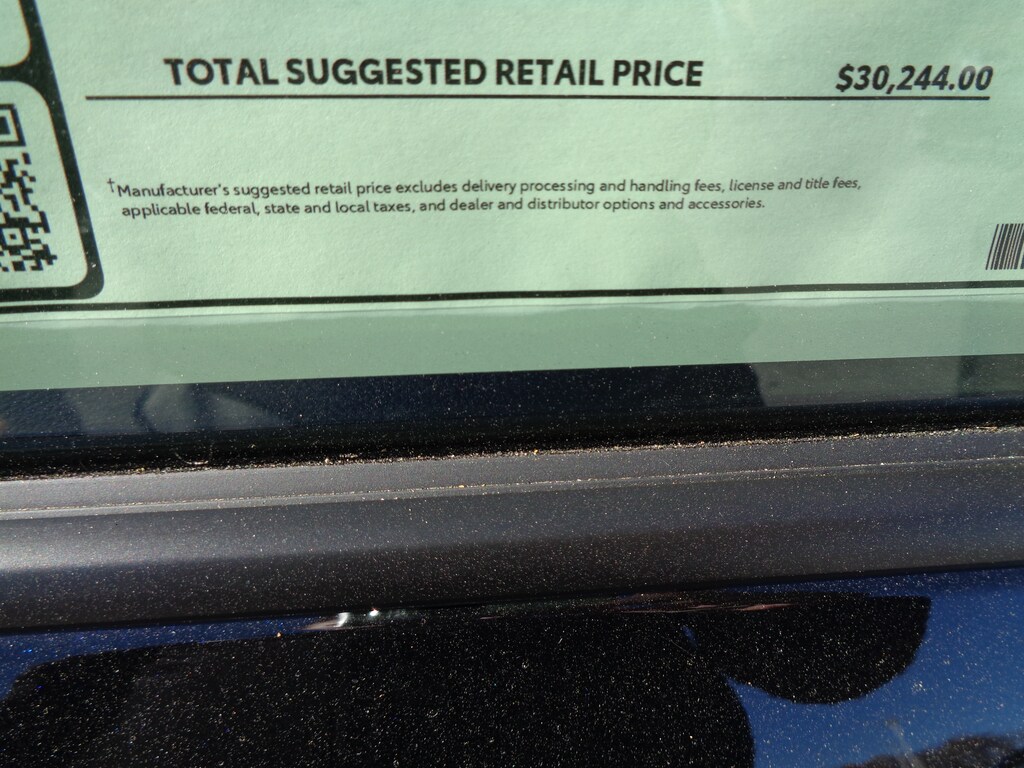 TOTAL SUGGESTED RETAIL PRICE $30,244.00
†Manufacturer's suggested retail price excludes delivery processing and handling fees, license and title fees,
applicable federal, state and local taxes, and dealer and distributor options and accessories.